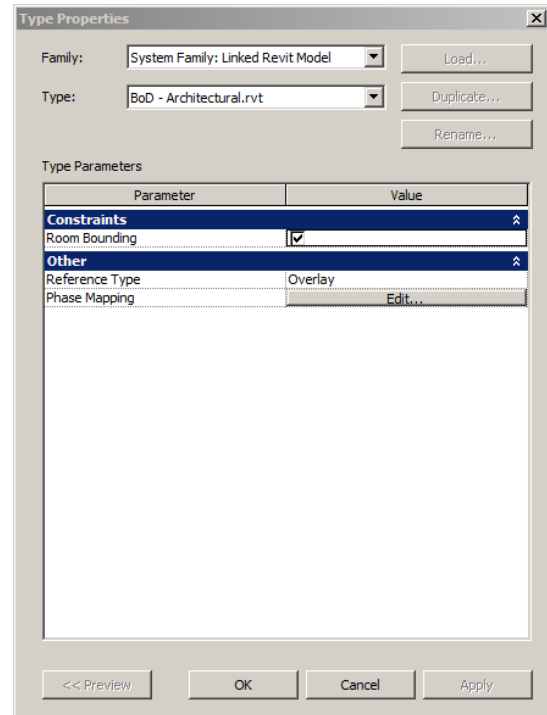 Type Properties
Family: System Family: Linked Revit Model Load...
Type: BoD - Architectural.rvt Duplicate...
Rename...
Type Parameters
Parameter Value
Constraints
Room Bounding
Other
Reference Type Overlay
Phase Mapping Edit...
<< Preview OK Cancel Apply